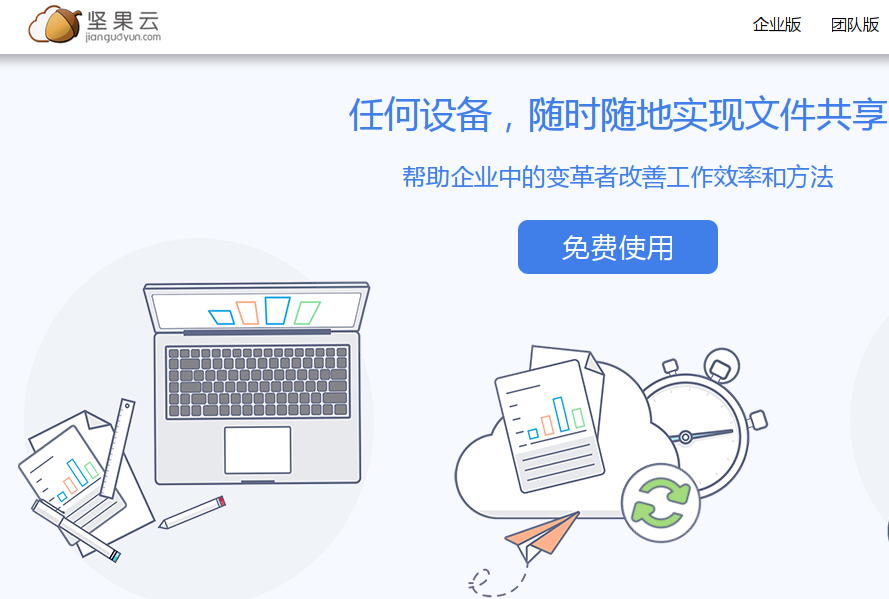 坚果云
jianguoyun.com
企业版 团队版
任何设备，随时随地实现文件共享
帮助企业中的变革者改善工作效率和方法
免费使用